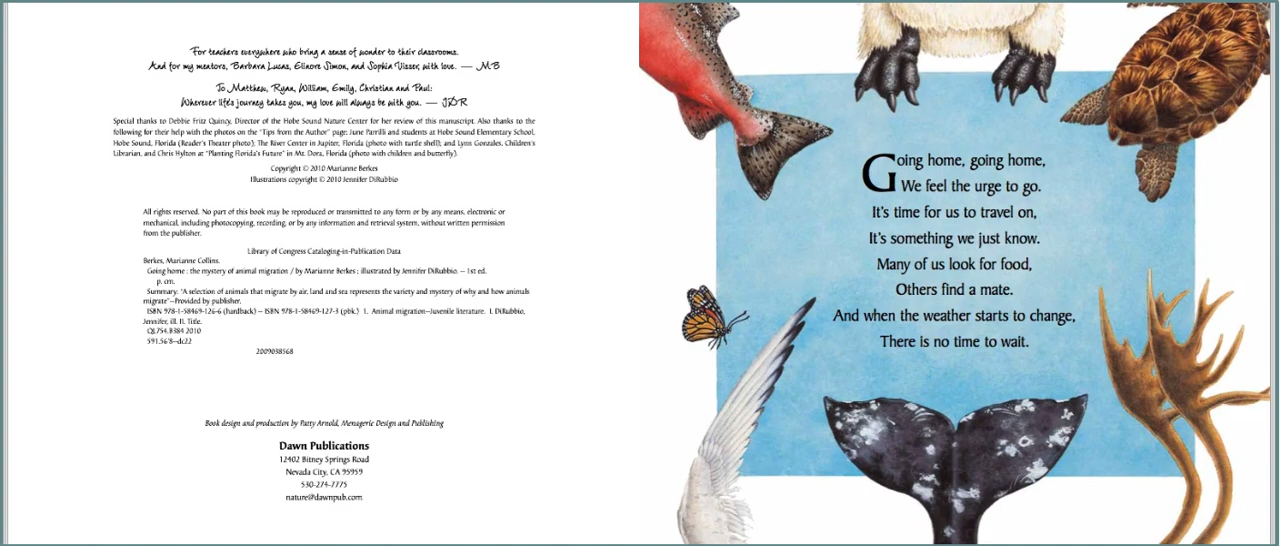 For teachers everywhere who bring a sense of wonder to their classrooms.
And for my mentors, Barbara Lucas, Elinore Simon, and Sophia Visser, with love. — MB
To Matthew, Ryan, William, Emily, Christian and Paul:
Wherever life's journey takes you, my love will always be with you. — JDR
Special thanks to Debbie Fritz Quincy, Director of the Hobe Sound Nature Center for her review of this manuscript. Also thanks to the
following for their help with the photos on the "Tips from the Author" page: June Parrilli and students at Hobe Sound Elementary School,
Hobe Sound, Florida (Reader's Theater photo); The River Center in Jupiter, Florida (photo with turtle shell); and Lynn Gonzales, Children's
Librarian, and Chris Hylton at "Planting Florida's Future" in Mt. Dora, Florida (photo with children and butterfly).
Copyright © 2010 Marianne Berkes
Illustrations copyright © 2010 Jennifer DiRubbio
All rights reserved. No part of this book may be reproduced or transmitted to any form or by any means, electronic or
mechanical, including photocopying, recording, or by any information and retrieval system, without written permission
from the publisher.
Library of Congress Cataloging-in-Publication Data
Berkes, Marianne Collins.
Going home : the mystery of animal migration / by Marianne Berkes ; illustrated by Jennifer DiRubbio. -- 1st ed.
p. cm.
Summary: "A selection of animals that migrate by air, land and sea represents the variety and mystery of why and how animals
migrate"--Provided by publisher.
ISBN 978-1-58469-126-6 (hardback) -- ISBN 978-1-58469-127-3 (pbk.) 1. Animal migration--Juvenile literature. I. DiRubbio,
Jennifer, ill. II. Title.
QL754.B384 2010
591.56'8--dc22
2009038568
Book design and production by Patty Arnold, Menagerie Design and Publishing
Dawn Publications
12402 Bitney Springs Road
Nevada City, CA 95959
530-274-7775
nature@dawnpub.com
Going home, going home,
We feel the urge to go.
It's time for us to travel on,
It's something we just know.
Many of us look for food,
Others find a mate.
And when the weather starts to change,
There is no time to wait.